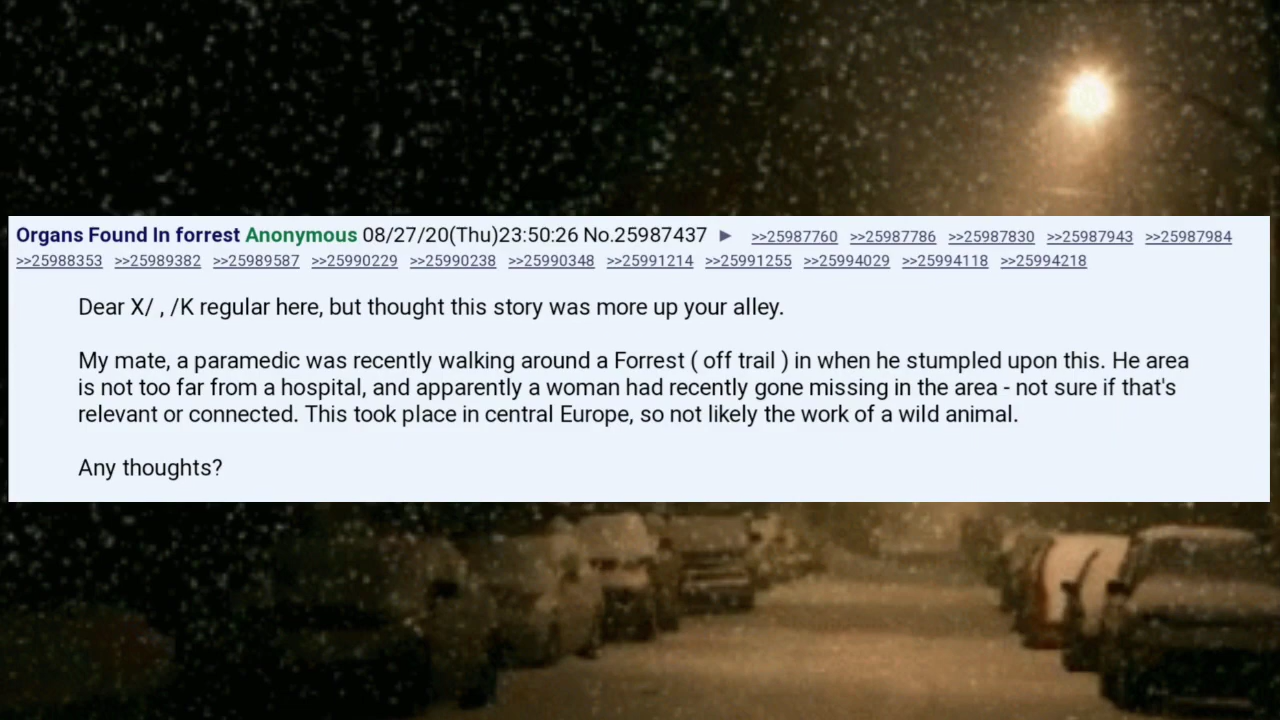 Organs Found In forrest Anonymous 08/27/20(Thu)23:50:26 No.25987437 ► >>25987760 >>25987786 >>25987830 >>25987943 >>25987984
>>25988353 >>25989382 >>25989587 >>25990229 >>25990238 >>25990348 >>25991214 >>25991255 >>25994029 >>25994118 >>25994218
Dear X/ , /K regular here, but thought this story was more up your alley.
My mate, a paramedic was recently walking around a Forrest ( off trail ) in when he stumpled upon this. He area
is not too far from a hospital, and apparently a woman had recently gone missing in the area - not sure if that's
relevant or connected. This took place in central Europe, so not likely the work of a wild animal.
Any thoughts?